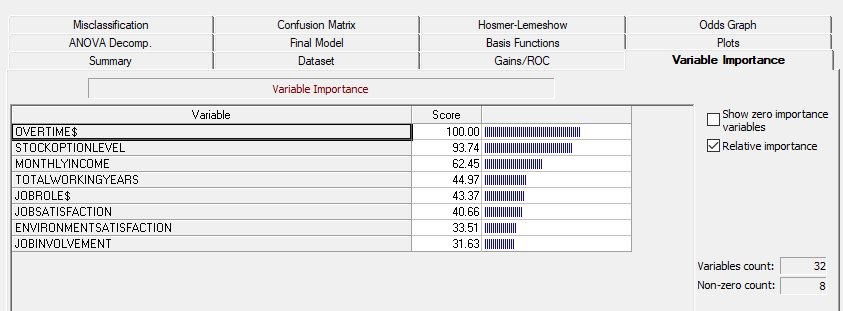 Misclassification Confusion Matrix Hosmer-Lemeshow Odds Graph
ANOVA Decomp. Final Model Basis Functions Plots
Summary Dataset Gains/ROC Variable Importance
Variable Importance
Variable Score
OVERTIME$ 100.00
STOCKOPTIONLEVEL 93.74
MONTHLYINCOME 62.45
TOTALWORKINGYEARS 44.97
JOBROLE$ 43.37
JOBSATISFACTION 40.66
ENVIRONMENTSATISFACTION 33.51
JOBINVOLVEMENT 31.63
Show zero importance
variables
Relative importance
Variables count: 32
Non-zero count: 8